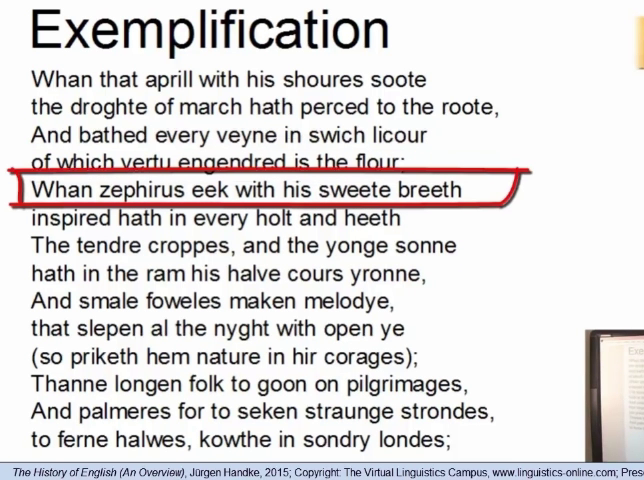 Exemplification
Whan that aprill with his shoures soote
the droghte of march hath perced to the roote,
And bathed every veyne in swich licour
of which vertu engendred is the flour;
Whan zephirus eek with his sweete breeth
inspired hath in every holt and heeth
The tendre croppes, and the yonge sonne
hath in the ram his halve cours yronne,
And smale foweles maken melodye,
that slepen al the nyght with open ye
(so priketh hem nature in hir corages);
Thanne longen folk to goon on pilgrimages,
And palmeres for to seken straunge strondes,
to ferne halwes, kowthe in sondry londes;
The History of English (An Overview), Jürgen Handke, 2015; Copyright: The Virtual Linguistics Campus, www.linguistics-online.com; Pres